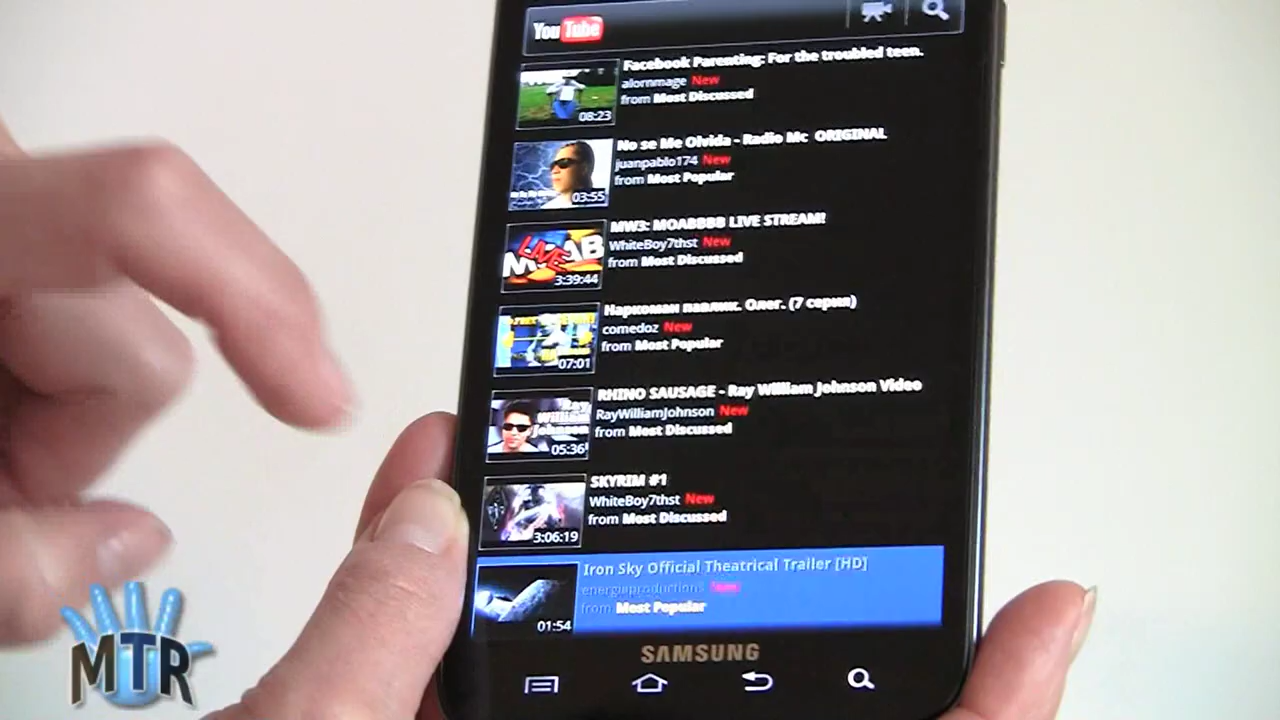 YouTube
Facebook Parenting: For the troubled teen.
alornmage New
from Most Discussed
08:23
No se Me Olvida - Radio Mc ORIGINAL
juanpablo174 New
from Most Popular
03:55
MW3: MOABBBB LIVE STREAM!
WhiteBoy7thst New
from Most Discussed
LIVE
3:39:44
Наркоман павлик. Олег. (7 серия)
comedoz New
from Most Popular
07:01
RHINO SAUSAGE - Ray William Johnson Video
RayWilliamJohnson New
from Most Discussed
Ray
William
Johnson
05:36
SKYRIM #1
WhiteBoy7thst New
from Most Discussed
3:06:19
Iron Sky Official Theatrical Trailer [HD]
energiaproductions New
from Most Popular
01:54
SAMSUNG
MTR